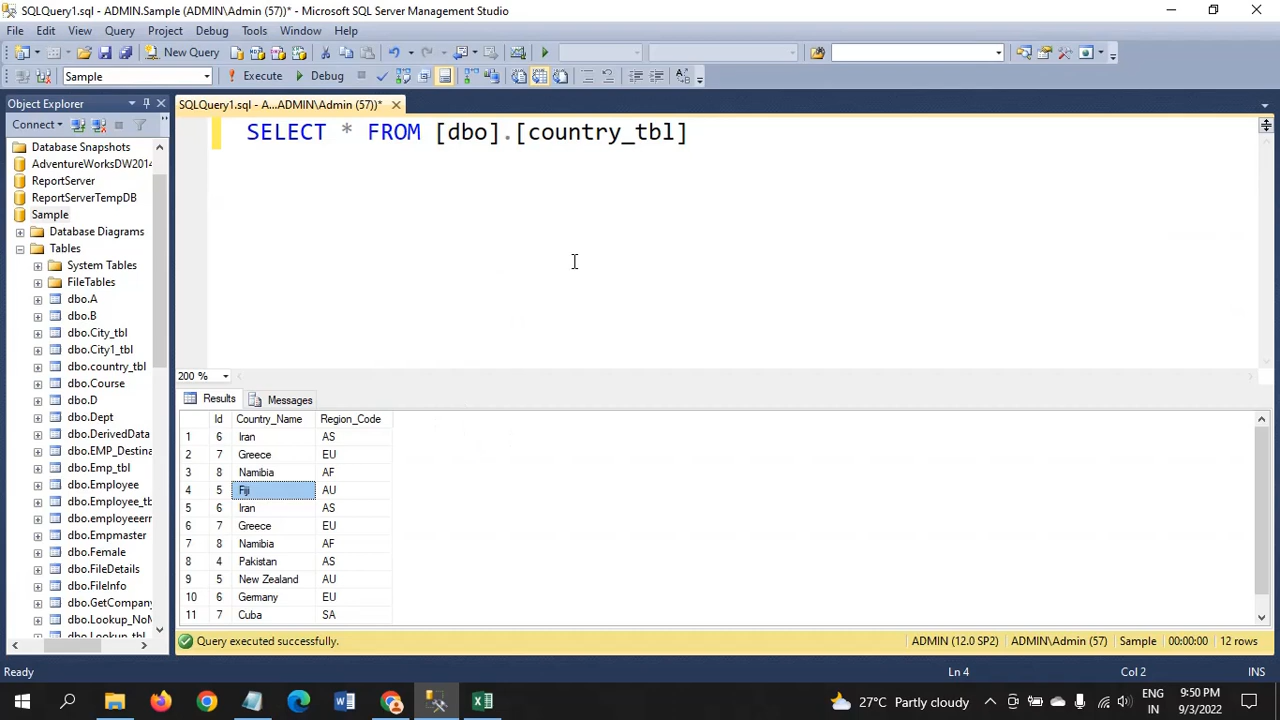 SQLQuery1.sql - ADMIN.Sample (ADMIN\Admin (57))* - Microsoft SQL Server Management Studio
File Edit View Query Project Debug Tools Window Help
New Query
Sample Execute Debug
Object Explorer
SQLQuery1.sql - A...ADMIN\Admin (57))*
Connect
SELECT * FROM [dbo].[country_tbl]
Database Snapshots
AdventureWorksDW2014
ReportServer
ReportServerTempDB
Sample
Database Diagrams
Tables
System Tables
FileTables
dbo.A
dbo.B
dbo.City_tbl
dbo.City1_tbl
dbo.country_tbl
dbo.Course
dbo.D
dbo.Dept
dbo.DerivedData
dbo.EMP_Destina
dbo.Emp_tbl
dbo.Employee
dbo.Employee_tb
dbo.employeeerr
dbo.Empmaster
dbo.Female
dbo.FileDetails
dbo.FileInfo
dbo.GetCompany
dbo.Lookup_NoM
dbo.Lookup_tbl
200 %
Results Messages
Id Country_Name Region_Code
1 6 Iran AS
2 7 Greece EU
3 8 Namibia AF
4 5 Fiji AU
5 6 Iran AS
6 7 Greece EU
7 8 Namibia AF
8 4 Pakistan AS
9 5 New Zealand AU
10 6 Germany EU
11 7 Cuba SA
Query executed successfully. ADMIN (12.0 SP2) ADMIN\Admin (57) Sample 00:00:00 12 rows
Ready Ln 4 Col 2 INS
27°C Partly cloudy
ENG
IN
9:50 PM
9/3/2022